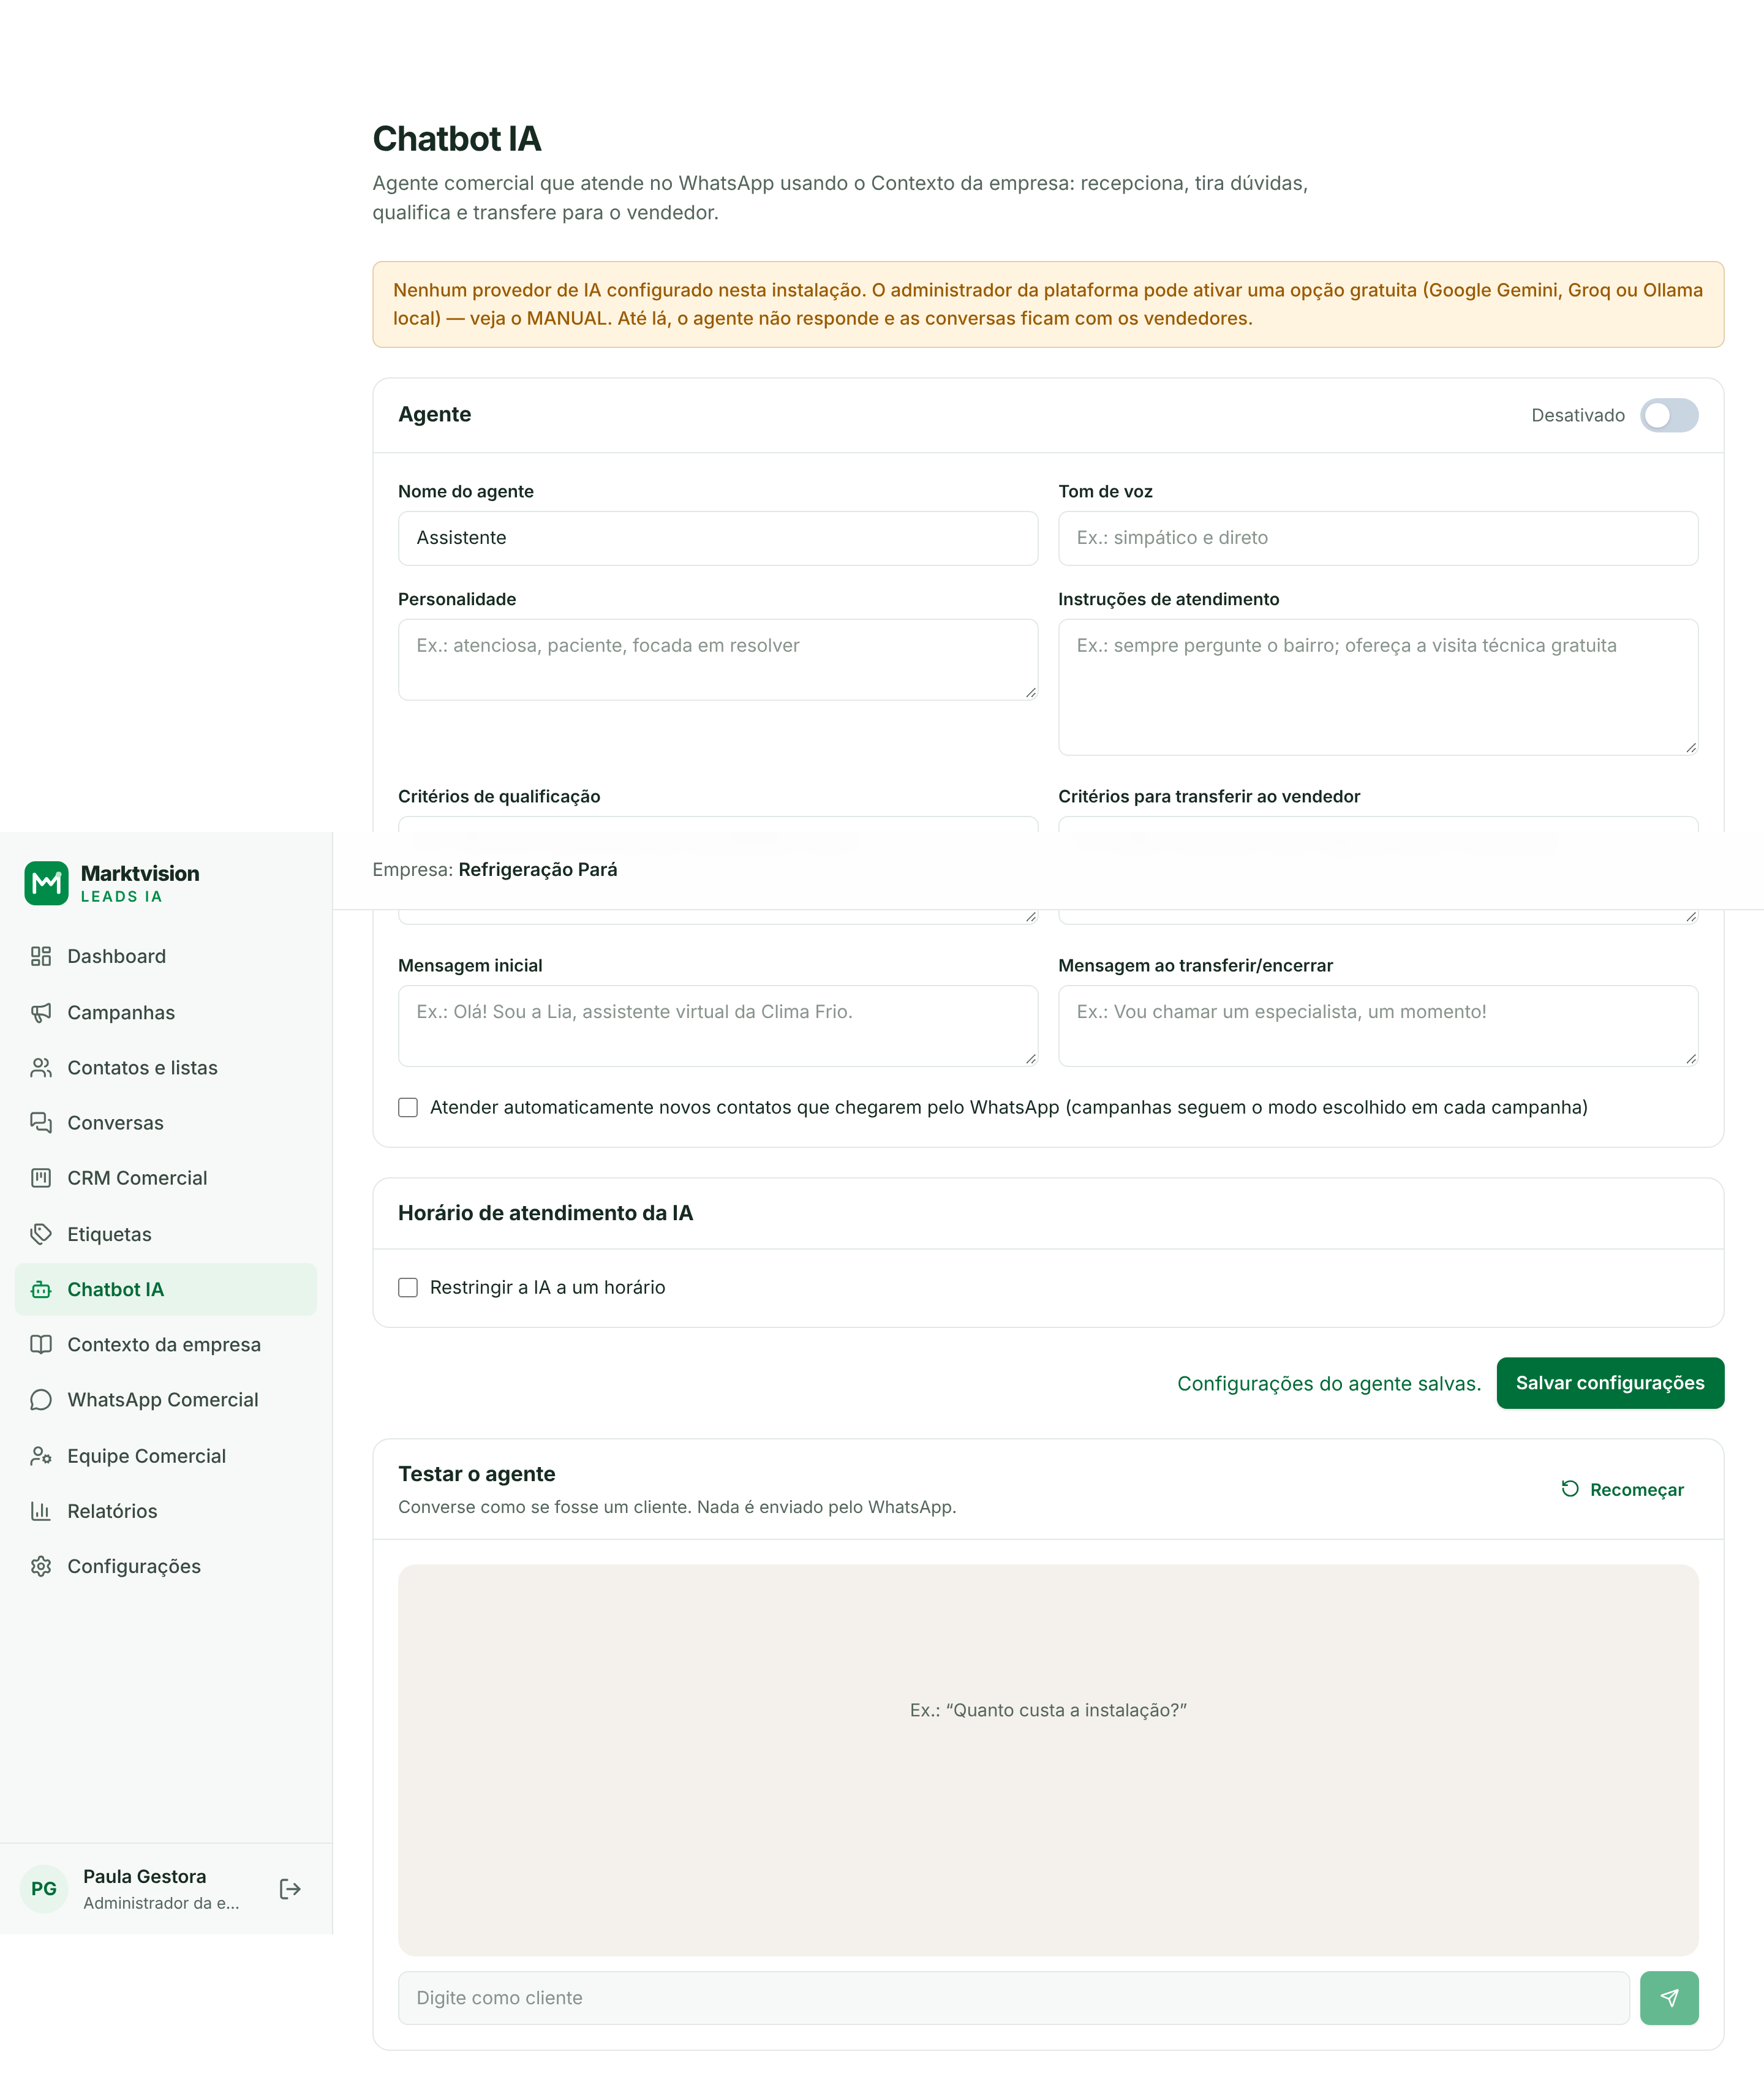 Chatbot IA
Agente comercial que atende no WhatsApp usando o Contexto da empresa: recepciona, tira dúvidas,
qualifica e transfere para o vendedor.
Nenhum provedor de IA configurado nesta instalação. O administrador da plataforma pode ativar uma opção gratuita (Google Gemini, Groq ou Ollama
local) — veja o MANUAL. Até lá, o agente não responde e as conversas ficam com os vendedores.
Agente
Desativado
Nome do agente
Tom de voz
Assistente
Ex.: simpático e direto
Personalidade
Instruções de atendimento
Ex.: atenciosa, paciente, focada em resolver
Ex.: sempre pergunte o bairro; ofereça a visita técnica gratuita
Critérios de qualificação
Critérios para transferir ao vendedor
Empresa: Refrigeração Pará
Mensagem inicial
Mensagem ao transferir/encerrar
Ex.: Olá! Sou a Lia, assistente virtual da Clima Frio.
Ex.: Vou chamar um especialista, um momento!
Atender automaticamente novos contatos que chegarem pelo WhatsApp (campanhas seguem o modo escolhido em cada campanha)
Horário de atendimento da IA
Restringir a IA a um horário
Configurações do agente salvas.
Salvar configurações
Testar o agente
Converse como se fosse um cliente. Nada é enviado pelo WhatsApp.
Recomeçar
Ex.: “Quanto custa a instalação?”
Digite como cliente
Marktvision
LEADS IA
Dashboard
Campanhas
Contatos e listas
Conversas
CRM Comercial
Etiquetas
Chatbot IA
Contexto da empresa
WhatsApp Comercial
Equipe Comercial
Relatórios
Configurações
PG
Paula Gestora
Administrador da e...